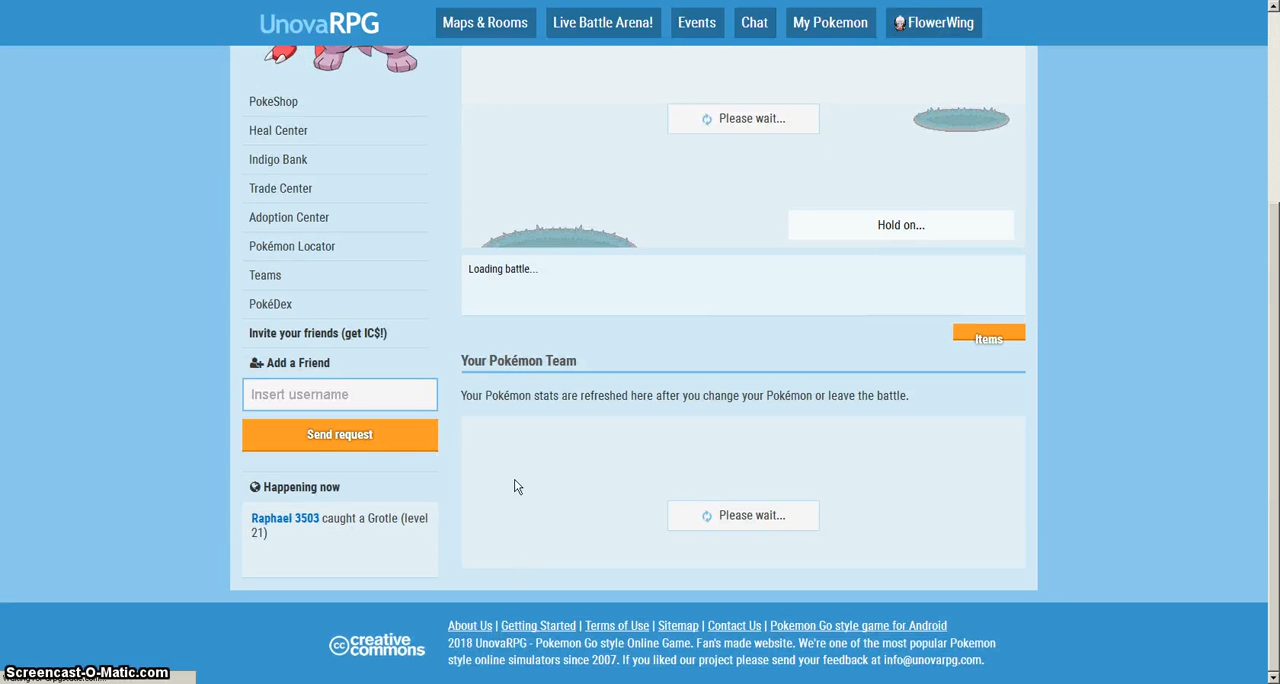 UnovaRPG
Maps & Rooms
Live Battle Arena!
Events
Chat
My Pokemon
FlowerWing
PokeShop
Heal Center
Indigo Bank
Trade Center
Adoption Center
Pokémon Locator
Teams
PokéDex
Invite your friends (get IC$!)
Add a Friend
Insert username
Send request
Happening now
Raphael 3503 caught a Grotle (level
21)
Please wait...
Hold on...
Loading battle...
Items
Your Pokémon Team
Your Pokémon stats are refreshed here after you change your Pokémon or leave the battle.
Please wait...
cc creative
commons
About Us | Getting Started | Terms of Use | Sitemap | Contact Us | Pokemon Go style game for Android
2018 UnovaRPG - Pokemon Go style Online Game. Fan's made website. We're one of the most popular Pokemon
style online simulators since 2007. If you liked our project please send your feedback at info@unovarpg.com.
Screencast-O-Matic.com